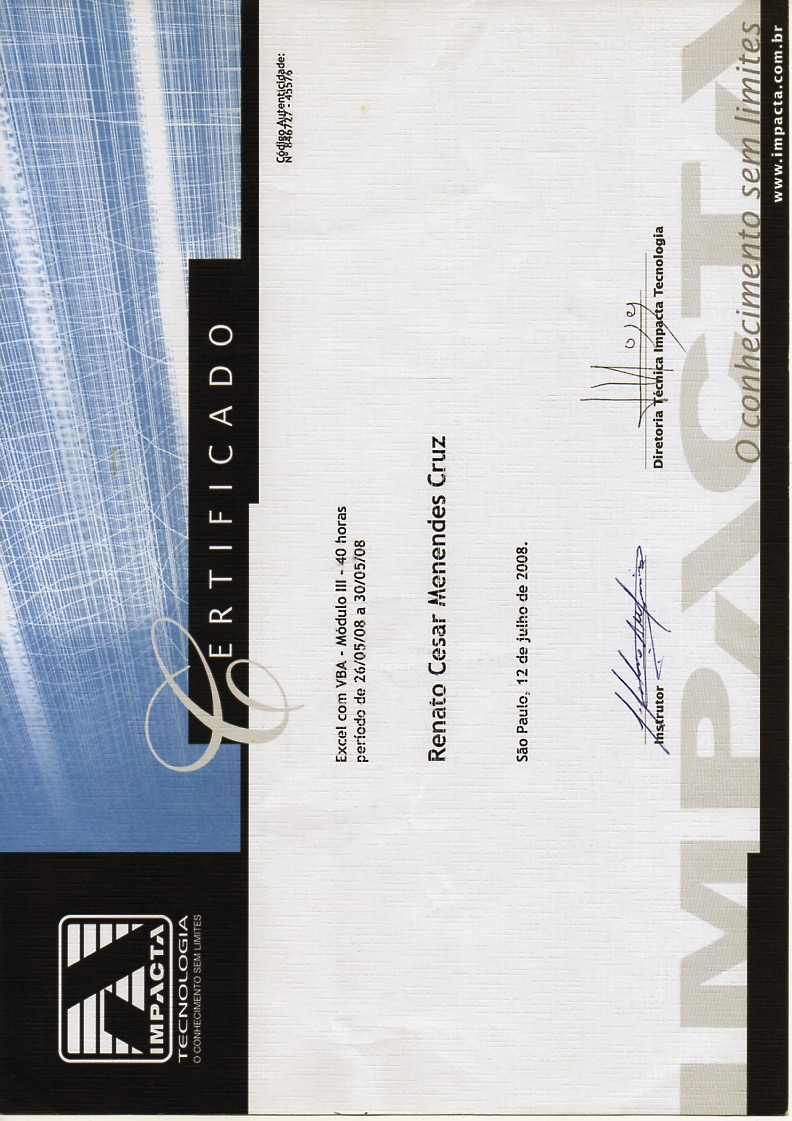 IMPACTA
TECNOLOGIA
O CONHECIMENTO SEM LIMITES
CERTIFICADO
Código Autenticidade:
Nº 846727 - 45576
Excel com VBA - Módulo III - 40 horas
período de 26/05/08 a 30/05/08
Renato Cesar Menendes Cruz
São Paulo, 12 de julho de 2008.
Instrutor
Diretoria Técnica Impacta Tecnologia
IMPACTA
O conhecimento sem limites
www.impacta.com.br